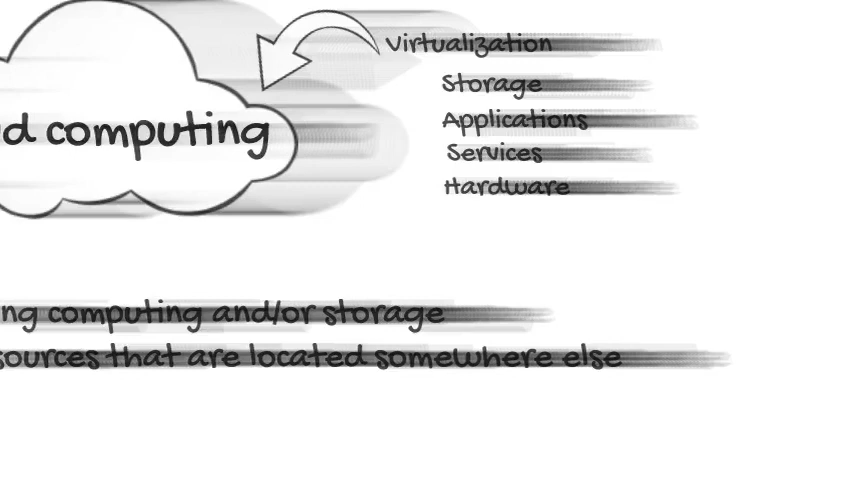 Virtualization
Storage
d computing
Applications
Services
Hardware
ng computing and/or storage
sources that are located somewhere else